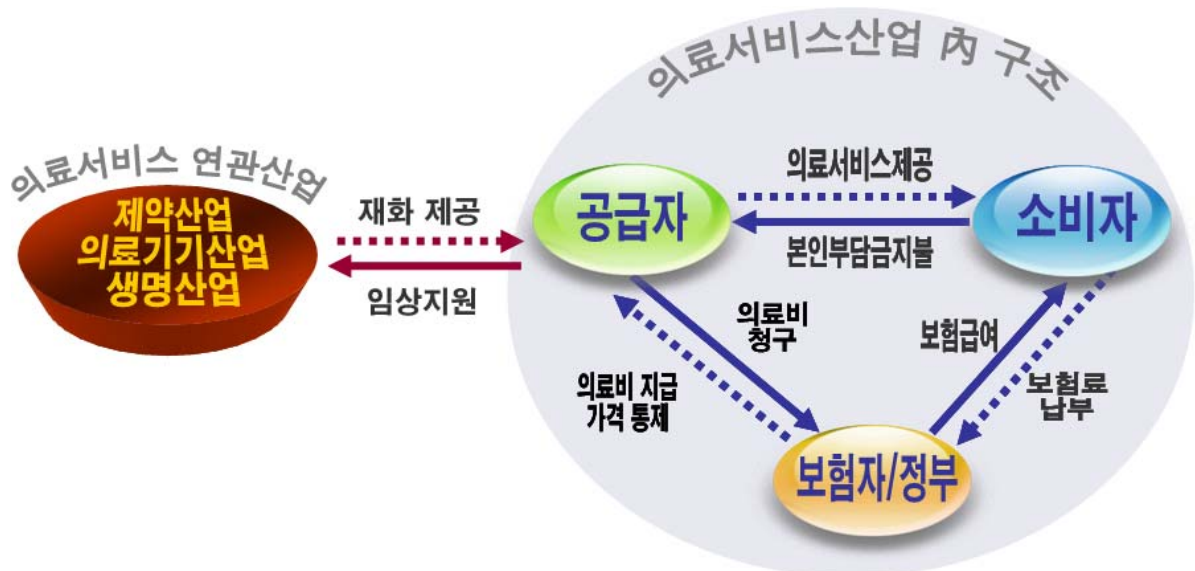 의료서비스산업 內 구조
의료서비스 연관산업
제약산업
의료기기산업
생명산업
재화 제공
임상지원
공급자
의료서비스제공
본인부담금지불
소비자
의료비
청구
의료비 지급
가격 통제
보험급여
보험료
납부
보험자/정부